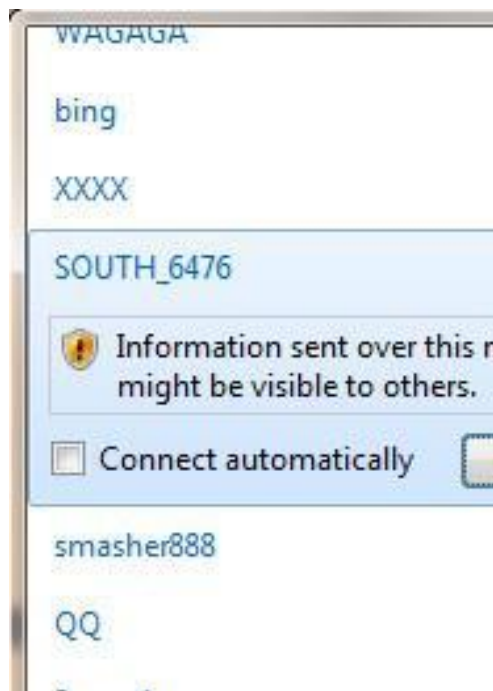 WAGAGA
bing
XXXX
SOUTH_6476
Information sent over this
might be visible to others.
Connect automatically
smasher888
QQ